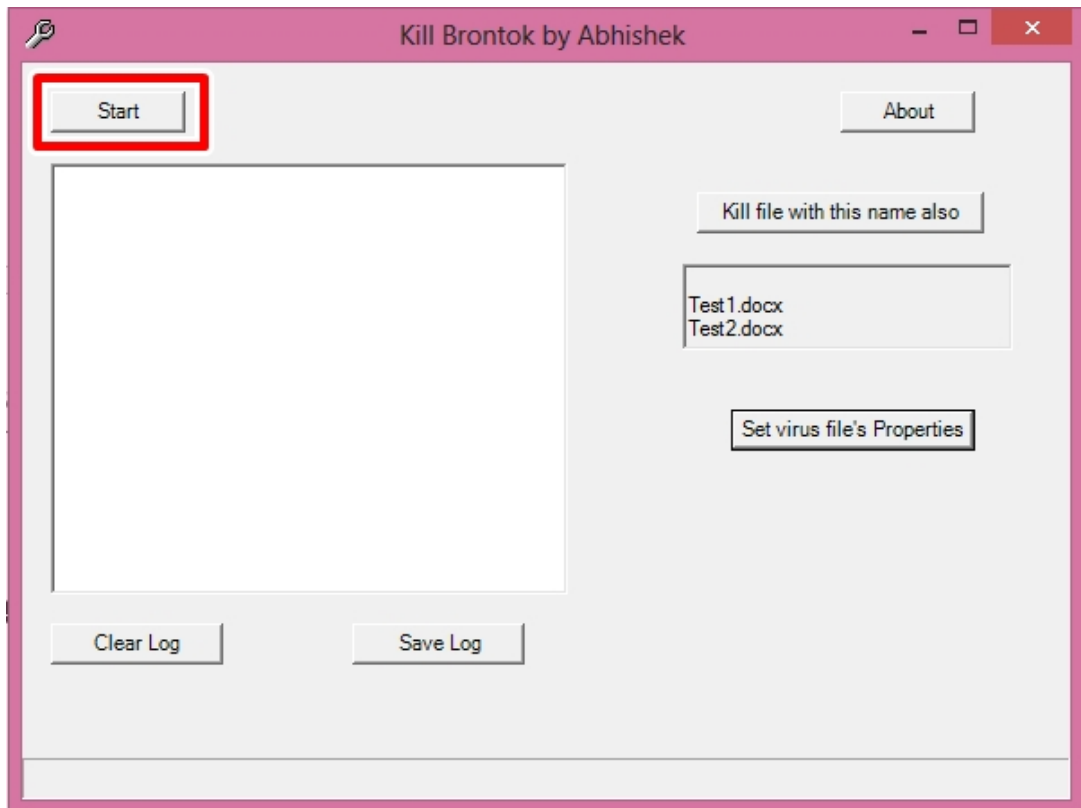 Kill Brontok by Abhishek
Start
About
Kill file with this name also
Test1.docx
Test2.docx
Set virus file's Properties
Clear Log
Save Log